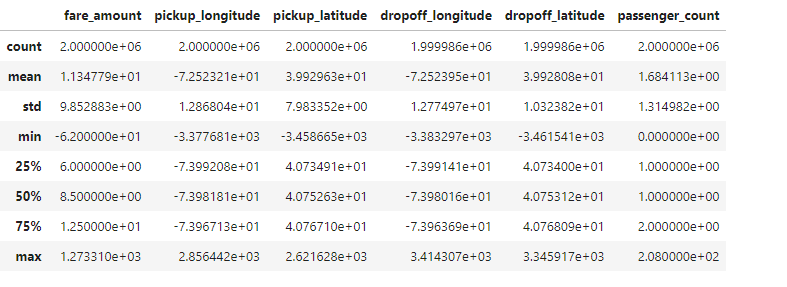 fare_amount pickup_longitude pickup_latitude dropoff_longitude dropoff_latitude passenger_count
count 2.000000e+06 2.000000e+06 2.000000e+06 1.999986e+06 1.999986e+06 2.000000e+06
mean 1.134779e+01 -7.252321e+01 3.992963e+01 -7.252395e+01 3.992808e+01 1.684113e+00
std 9.852883e+00 1.286804e+01 7.983352e+00 1.277497e+01 1.032382e+01 1.314982e+00
min -6.200000e+01 -3.377681e+03 -3.458665e+03 -3.383297e+03 -3.461541e+03 0.000000e+00
25% 6.000000e+00 -7.399208e+01 4.073491e+01 -7.399141e+01 4.073400e+01 1.000000e+00
50% 8.500000e+00 -7.398181e+01 4.075263e+01 -7.398016e+01 4.075312e+01 1.000000e+00
75% 1.250000e+01 -7.396713e+01 4.076710e+01 -7.396369e+01 4.076809e+01 2.000000e+00
max 1.273310e+03 2.856442e+03 2.621628e+03 3.414307e+03 3.345917e+03 2.080000e+02